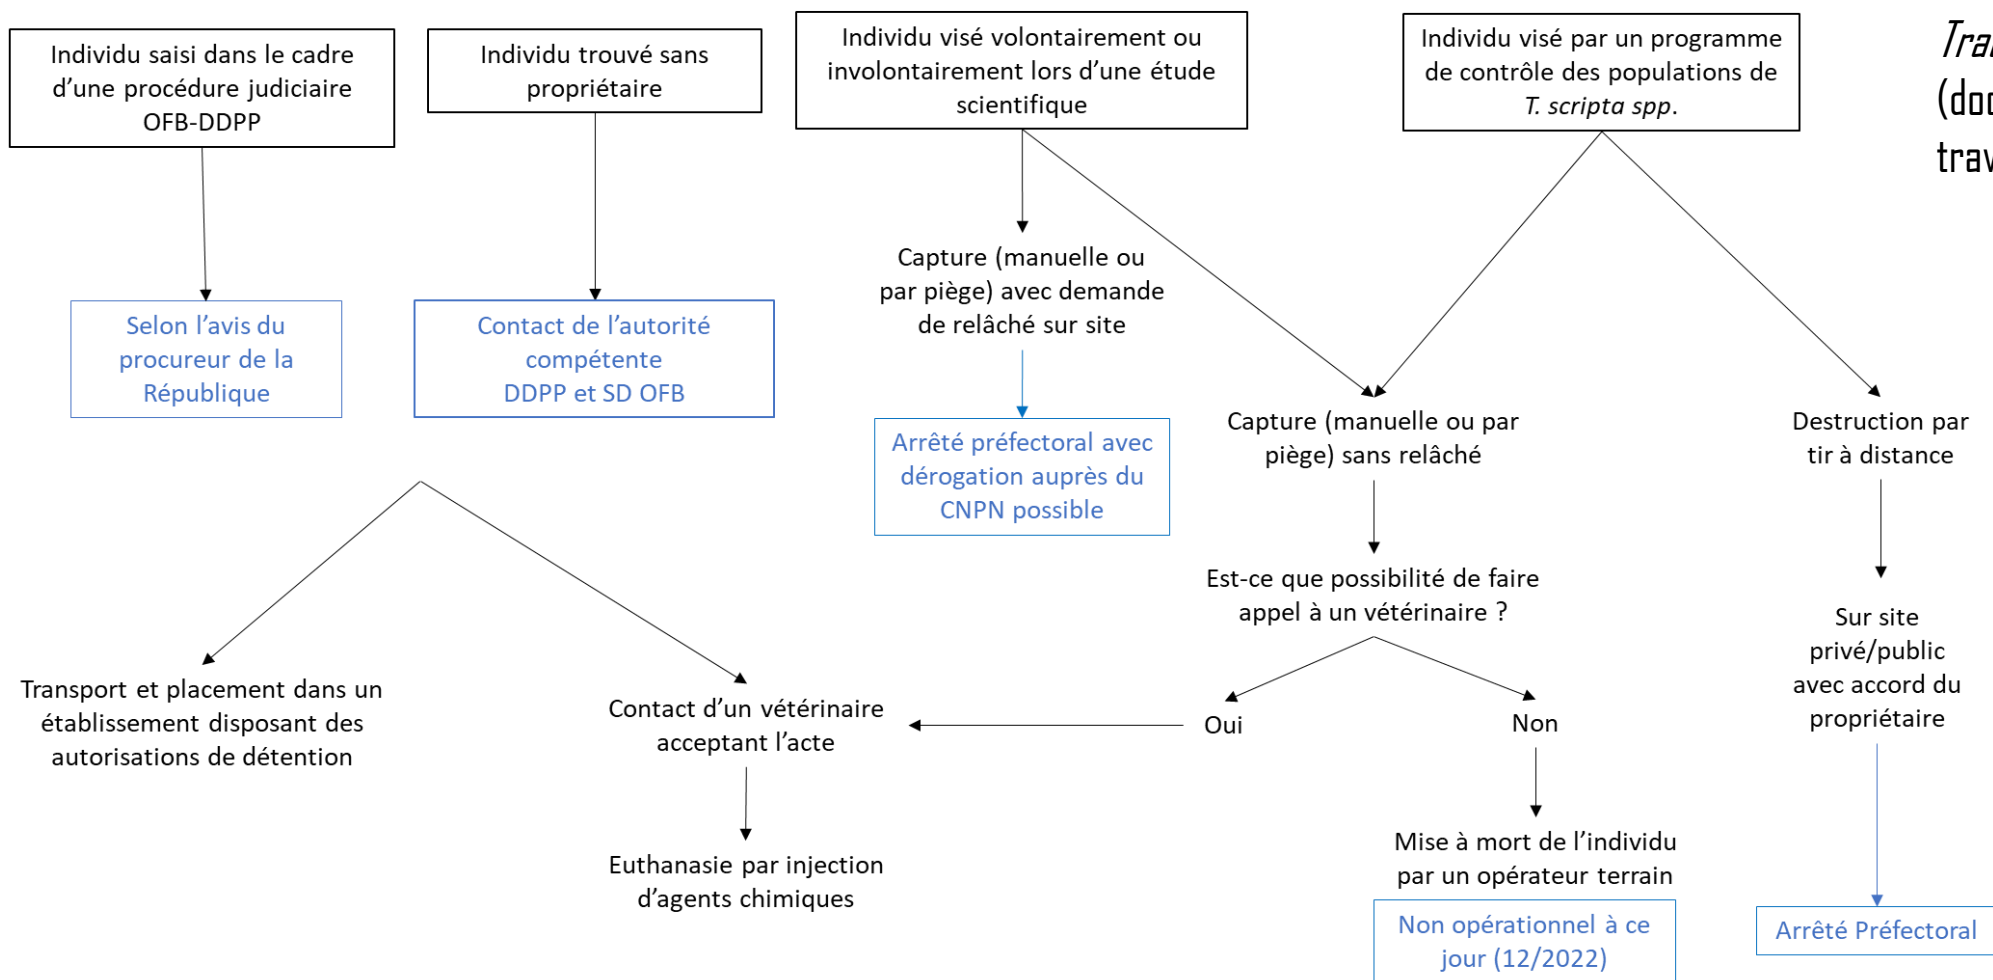 Individu saisi dans le cadre
d'une procédure judiciaire
OFB-DDPP
Individu trouvé sans
propriétaire
Individu visé volontairement ou
involontairement lors d'une étude
scientifique
Individu visé par un programme
de contrôle des populations de
T. scripta spp.
Selon l'avis du
procureur de la
République
Contact de l'autorité
compétente
DDPP et SD OFB
Capture (manuelle ou
par piège) avec demande
de relâché sur site
Arrêté préfectoral avec
dérogation auprès du
CNPN possible
Capture (manuelle ou par
piège) sans relâché
Destruction par
tir à distance
Est-ce que possibilité de faire
appel à un vétérinaire ?
Sur site
privé/public
avec accord du
propriétaire
Transport et placement dans un
établissement disposant des
autorisations de détention
Contact d'un vétérinaire
acceptant l'acte
Oui
Non
Euthanasie par injection
d'agents chimiques
Mise à mort de l'individu
par un opérateur terrain
Non opérationnel à ce
jour (12/2022)
Arrêté Préfectoral